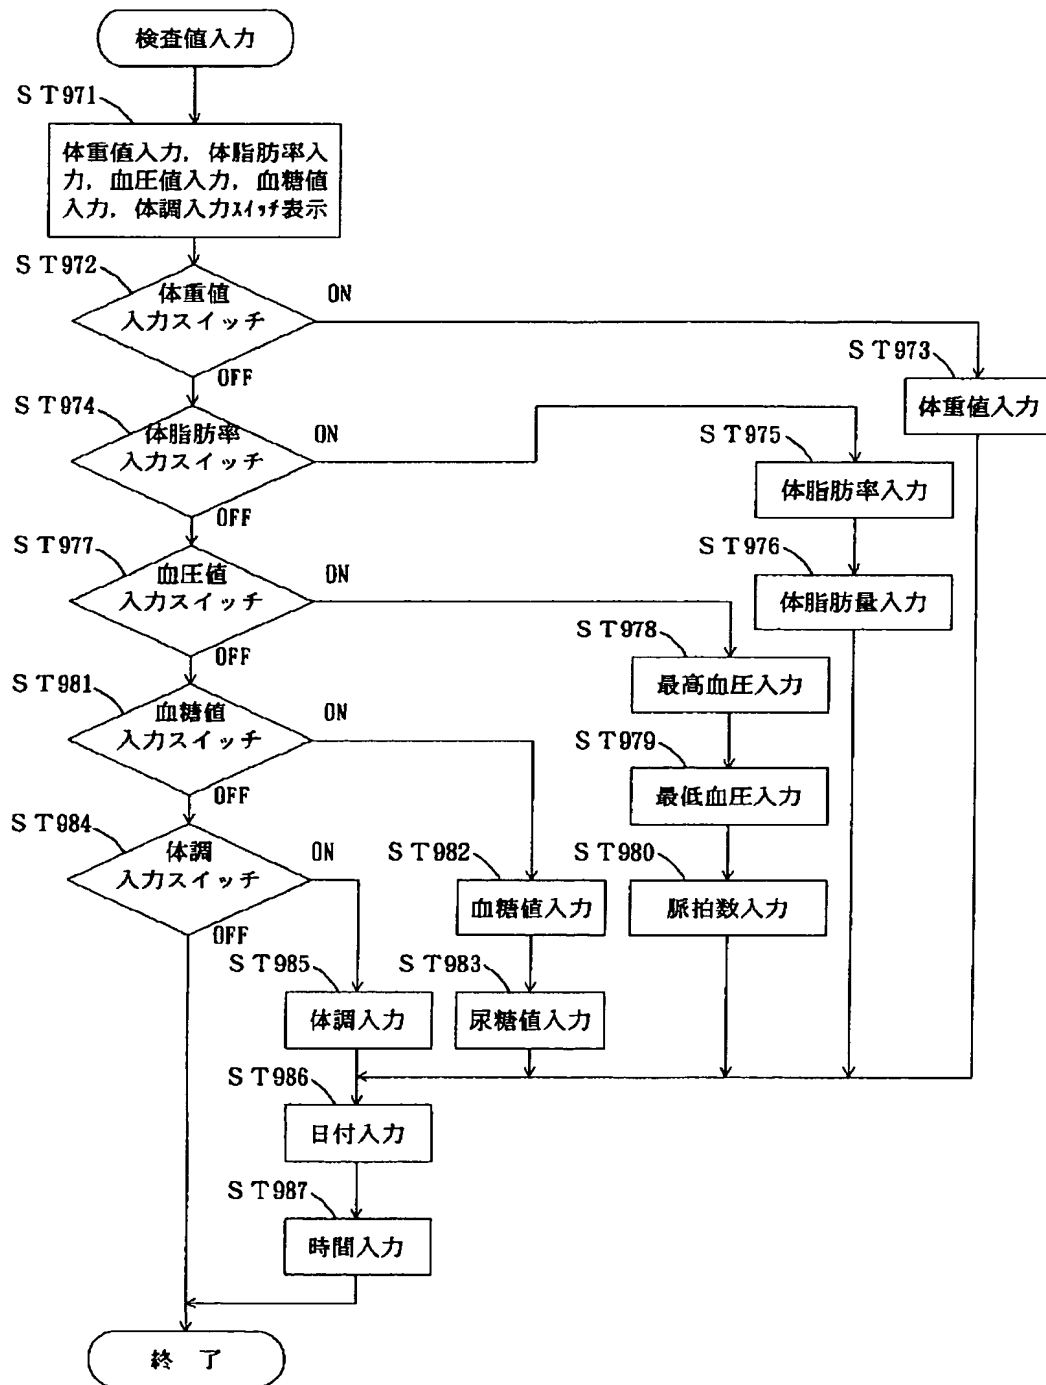 検査値入力
ST971
体重値入力, 体脂肪率入
力, 血圧値入力, 血糖値
入力, 体調入力スイッチ表示
ST972
体重値
入力スイッチ
ON
OFF
ST973
体重値入力
ST974
体脂肪率
入力スイッチ
ON
OFF
ST975
体脂肪率入力
ST976
体脂肪量入力
ST977
血圧値
入力スイッチ
ON
OFF
ST978
最高血圧入力
ST979
最低血圧入力
ST980
脈拍数入力
ST981
血糖値
入力スイッチ
ON
OFF
ST982
血糖値入力
ST983
尿糖値入力
ST984
体調
入力スイッチ
ON
OFF
ST985
体調入力
ST986
日付入力
ST987
時間入力
終 了